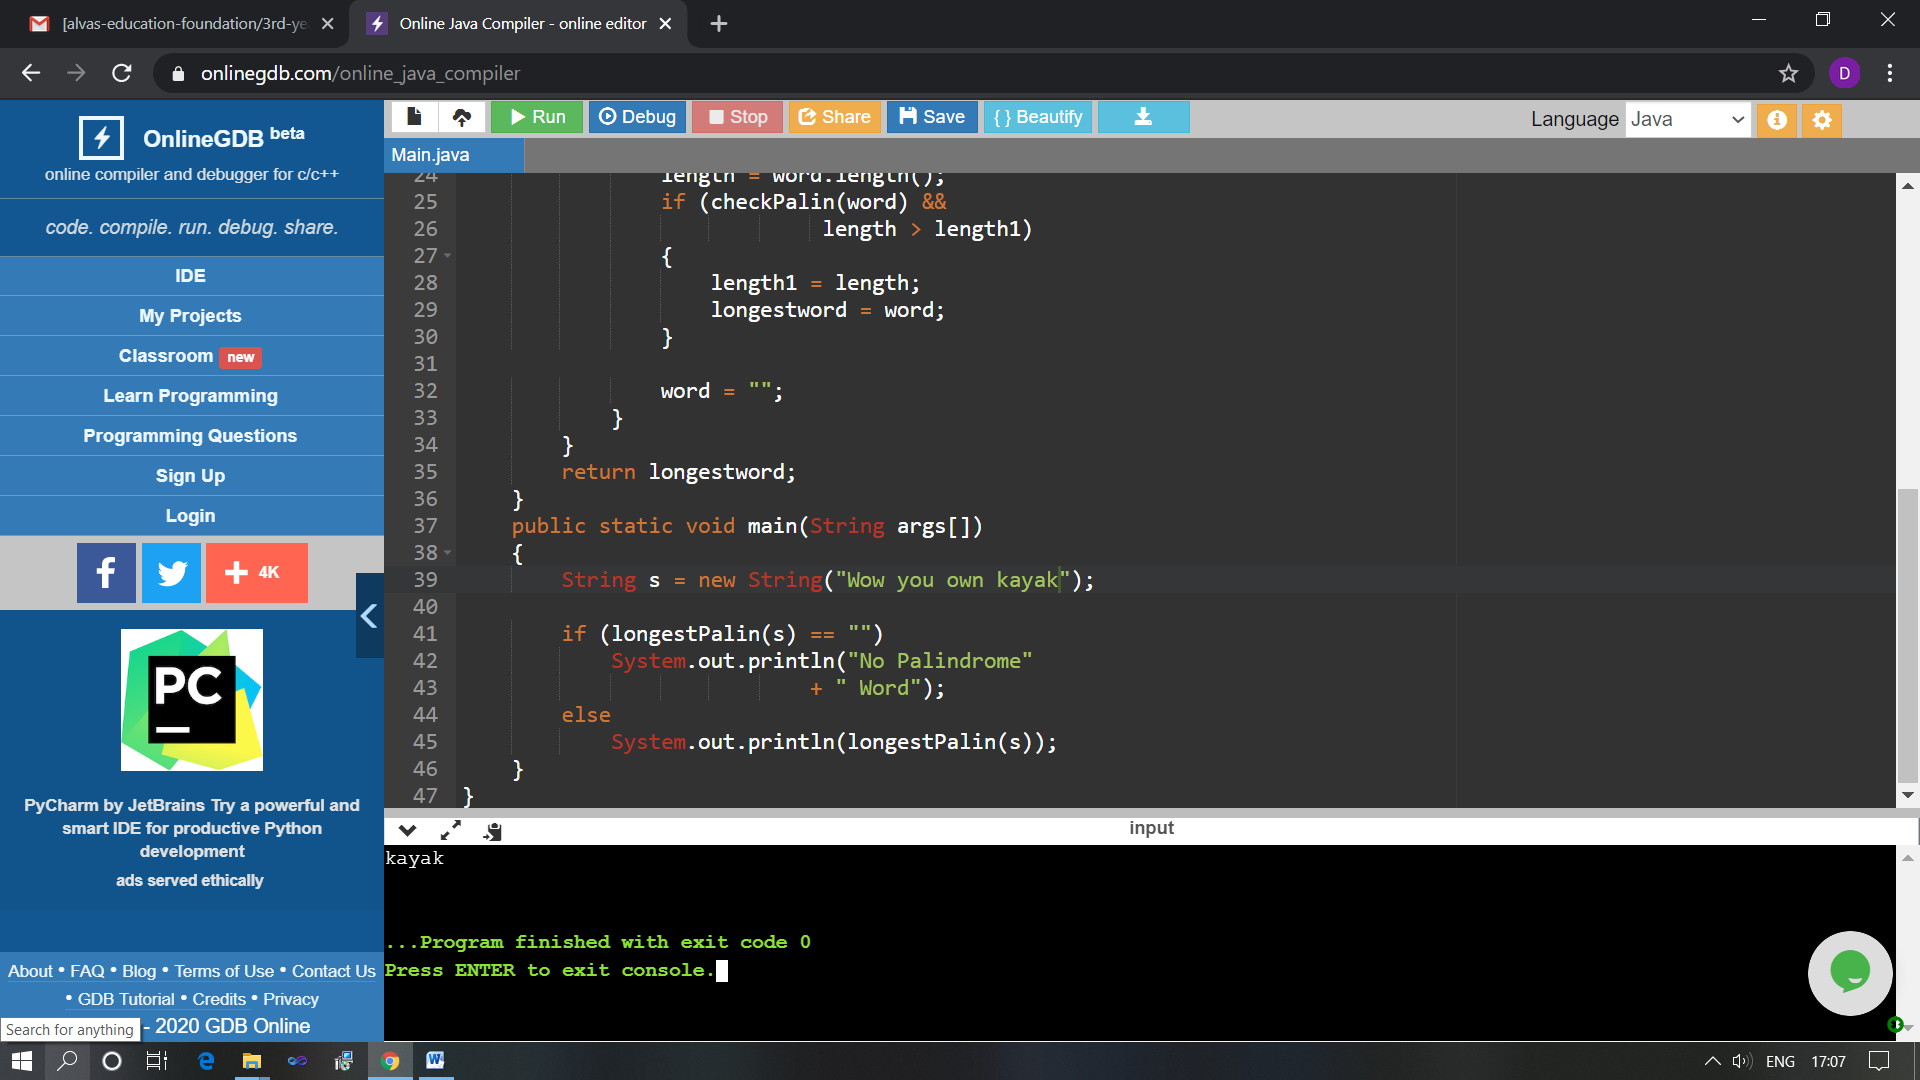 [alvas-education-foundation/3rd-ye
Online Java Compiler - online editor
onlinegdb.com/online_java_compiler
D
OnlineGDB beta
online compiler and debugger for c/c++
code. compile. run. debug. share.
IDE
My Projects
Classroom new
Learn Programming
Programming Questions
Sign Up
Login
f
+ 4K
PC
PyCharm by JetBrains Try a powerful and
smart IDE for productive Python
development
ads served ethically
About • FAQ • Blog • Terms of Use • Contact Us
• GDB Tutorial • Credits • Privacy
- 2020 GDB Online
Search for anything
Run
Debug
Stop
Share
Save
{ } Beautify
Language Java
Main.java
24 length = word.length();
25 if (checkPalin(word) &&
26 length > length1)
27 {
28 length1 = length;
29 longestword = word;
30 }
31
32 word = "";
33 }
34 }
35 return longestword;
36 }
37 public static void main(String args[])
38 {
39 String s = new String("Wow you own kayak");
40
41 if (longestPalin(s) == "")
42 System.out.println("No Palindrome"
43 + " Word");
44 else
45 System.out.println(longestPalin(s));
46 }
47 }
input
kayak
...Program finished with exit code 0
Press ENTER to exit console.
ENG
17:07